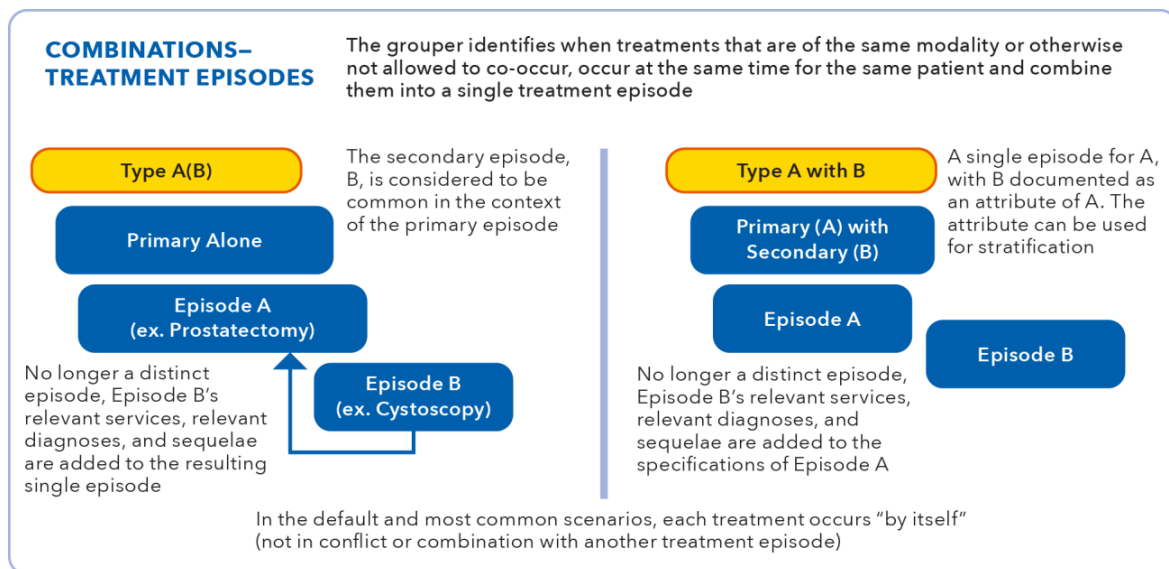 COMBINATIONS–
TREATMENT EPISODES
The grouper identifies when treatments that are of the same modality or otherwise
not allowed to co-occur, occur at the same time for the same patient and combine
them into a single treatment episode
Type A(B)
The secondary episode,
B, is considered to be
common in the context
of the primary episode
Primary Alone
Episode A
(ex. Prostatectomy)
No longer a distinct
episode, Episode B’s
relevant services, relevant
diagnoses, and sequelae
are added to the resulting
single episode
Episode B
(ex. Cystoscopy)
Type A with B
A single episode for A,
with B documented as
an attribute of A. The
attribute can be used
for stratification
Primary (A) with
Secondary (B)
Episode A
Episode B
No longer a distinct episode,
Episode B’s relevant services,
relevant diagnoses, and
sequelae are added to the
specifications of Episode A
In the default and most common scenarios, each treatment occurs “by itself”
(not in conflict or combination with another treatment episode)